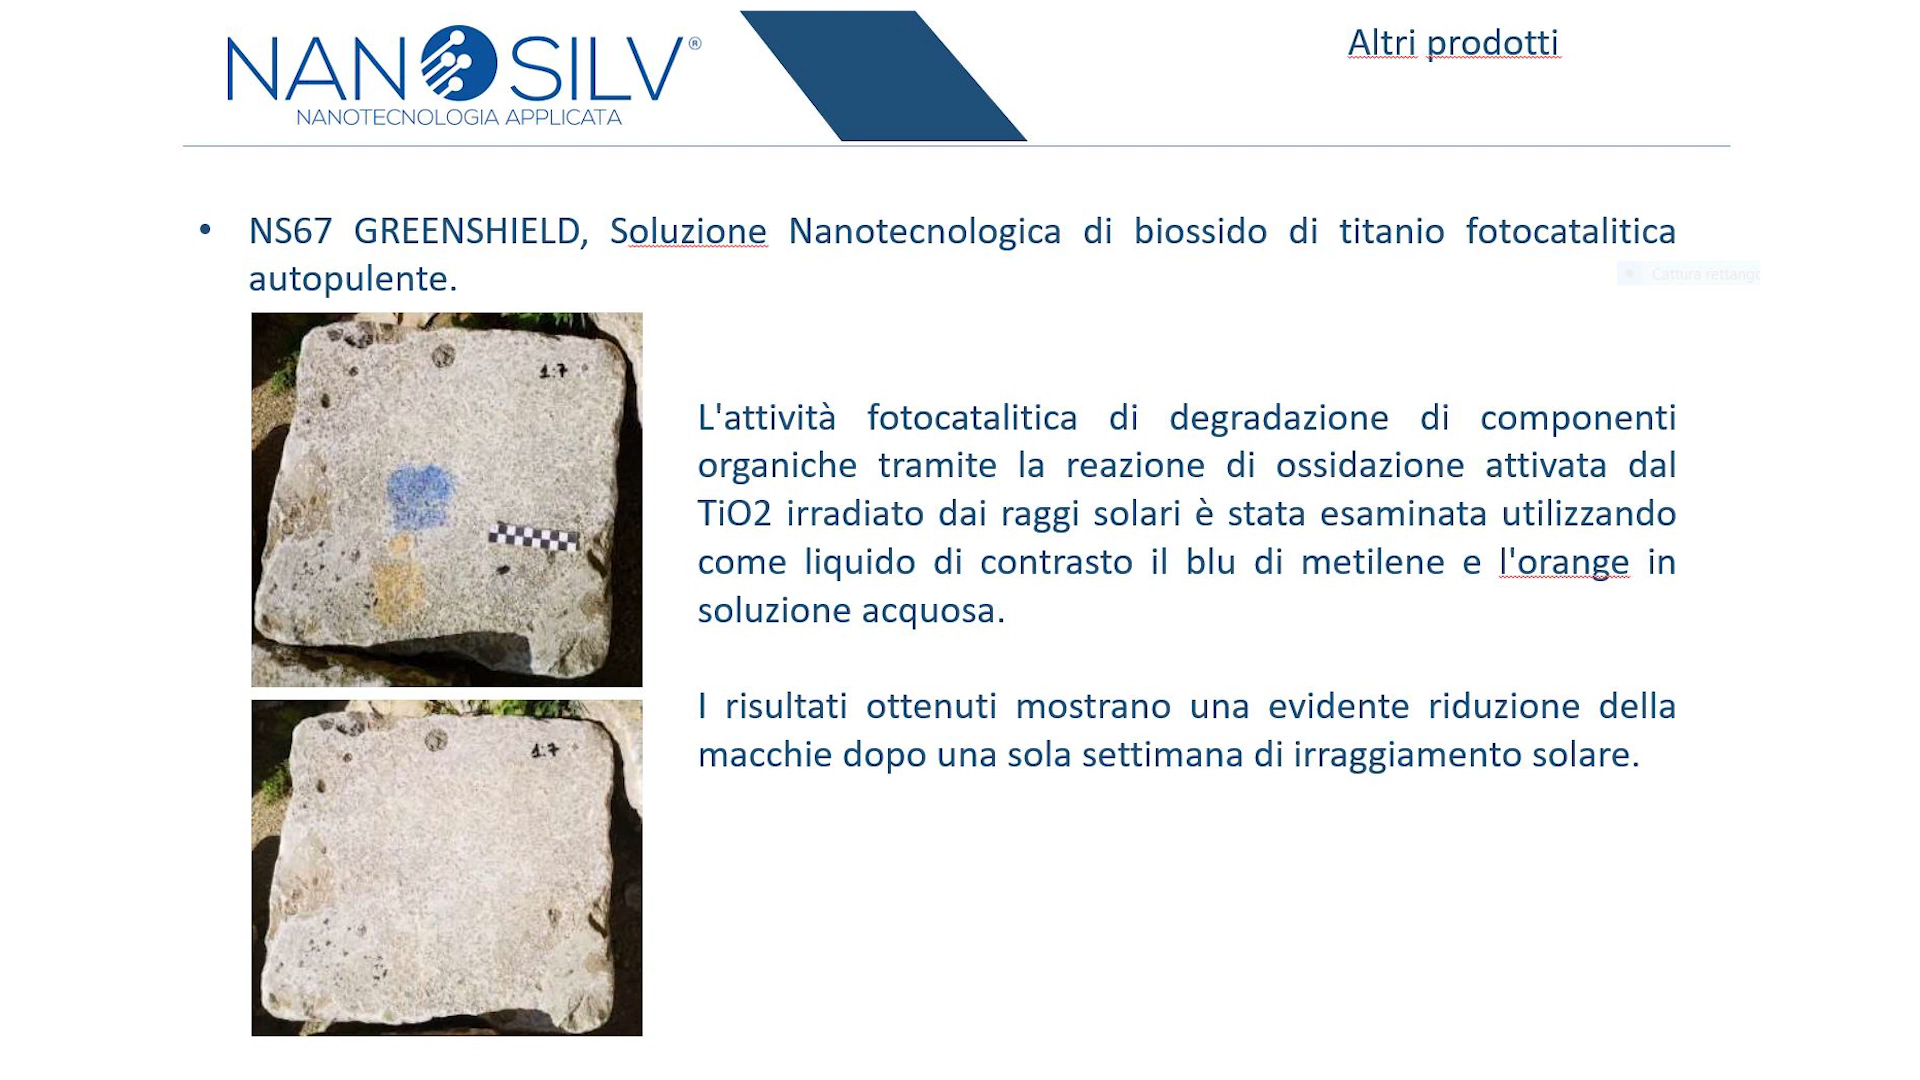 NANOSILV®
NANOTECNOLOGIA APPLICATA
Altri prodotti
• NS67 GREENSHIELD, Soluzione Nanotecnologica di biossido di titanio fotocatalitica
autopulente.
Cattura rettang
1:7
L'attività fotocatalitica di degradazione di componenti
organiche tramite la reazione di ossidazione attivata dal
TiO2 irradiato dai raggi solari è stata esaminata utilizzando
come liquido di contrasto il blu di metilene e l'orange in
soluzione acquosa.
I risultati ottenuti mostrano una evidente riduzione della
macchie dopo una sola settimana di irraggiamento solare.
1:7